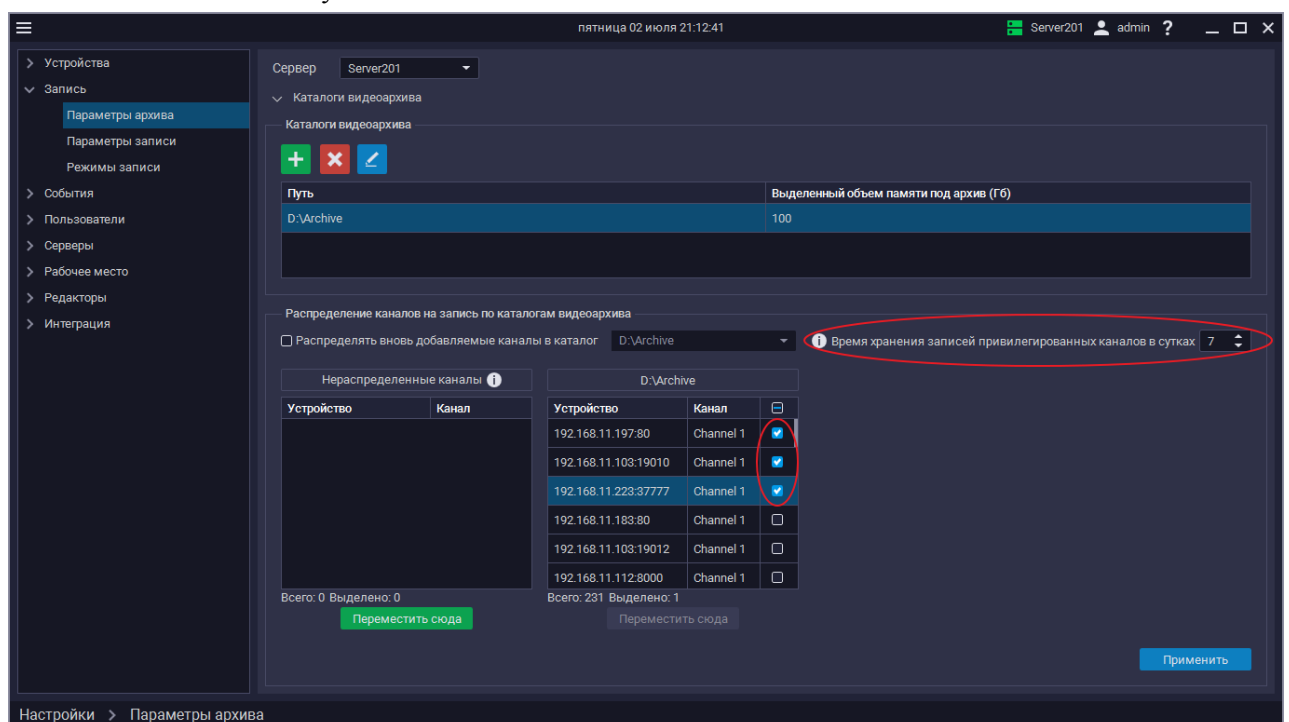 у
пятница 02 июля 21:12:41
Server201 admin ?
Устройства
Запись
Параметры архива
Параметры записи
Режимы записи
События
Пользователи
Серверы
Рабочее место
Редакторы
Интеграция
Сервер Server201
Каталоги видеоархива
Каталоги видеоархива
Путь Выделенный объем памяти под архив (Гб)
D:\Archive 100
Распределение каналов на запись по каталогам видеоархива
Распределять вновь добавляемые каналы в каталог D:\Archive Время хранения записей привилегированных каналов в сутках 7
Нераспределенные каналы D:\Archive
Устройство Канал Устройство Канал
192.168.11.197:80 Channel 1
192.168.11.103:19010 Channel 1
192.168.11.223:37777 Channel 1
192.168.11.183:80 Channel 1
192.168.11.103:19012 Channel 1
192.168.11.112:8000 Channel 1
Всего: 0 Выделено: 0 Всего: 231 Выделено: 1
Переместить сюда Переместить сюда
Применить
Настройки > Параметры архива